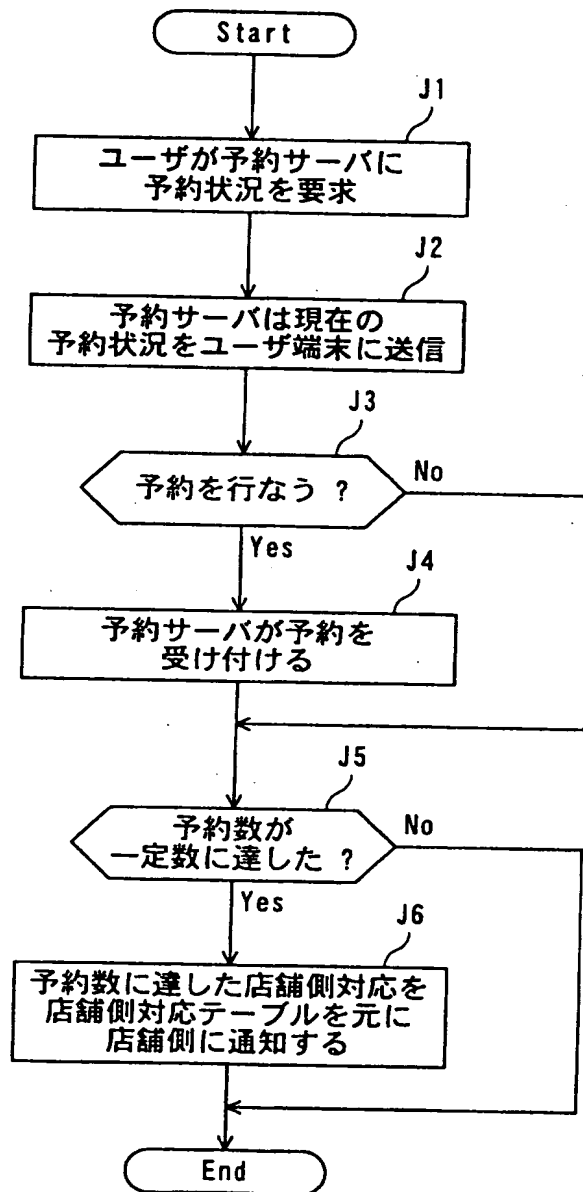 Start
J1
ユーザが予約サーバに
予約状況を要求
J2
予約サーバは現在の
予約状況をユーザ端末に送信
J3
予約を行なう ?
No
Yes
J4
予約サーバが予約を
受け付ける
J5
予約数が
一定数に達した ?
No
Yes
J6
予約数に達した店舗側対応を
店舗側対応テーブルを元に
店舗側に通知する
End